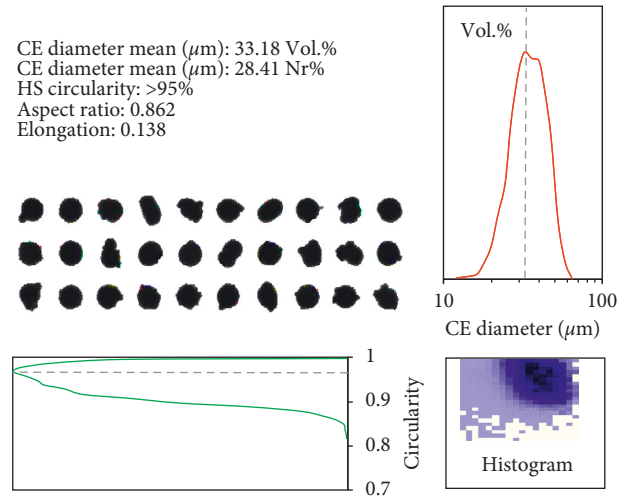 CE diameter mean (µm): 33.18 Vol.%
CE diameter mean (µm): 28.41 Nr%
HS circularity: >95%
Aspect ratio: 0.862
Elongation: 0.138
Vol.%
10
100
CE diameter (µm)
1
0.9
0.8
0.7
Circularity
Histogram